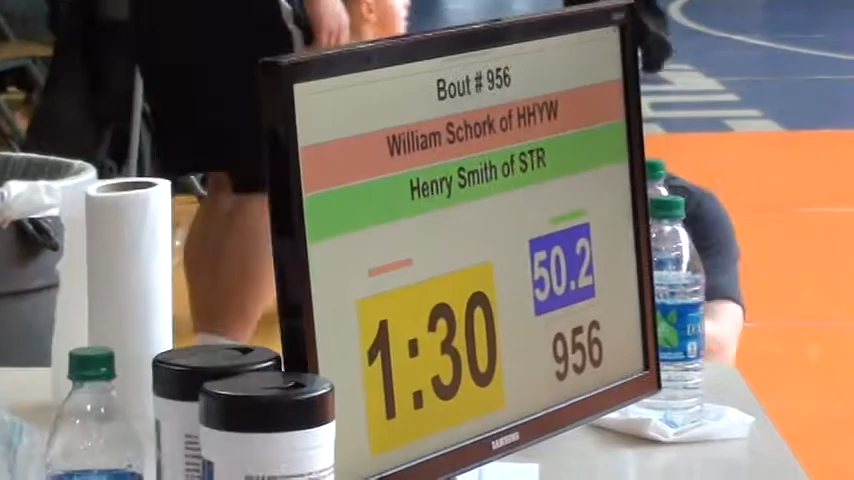 Bout # 956
William Schork of HHYW
Henry Smith of STR
50.2
1:30
956
SAMSUNG